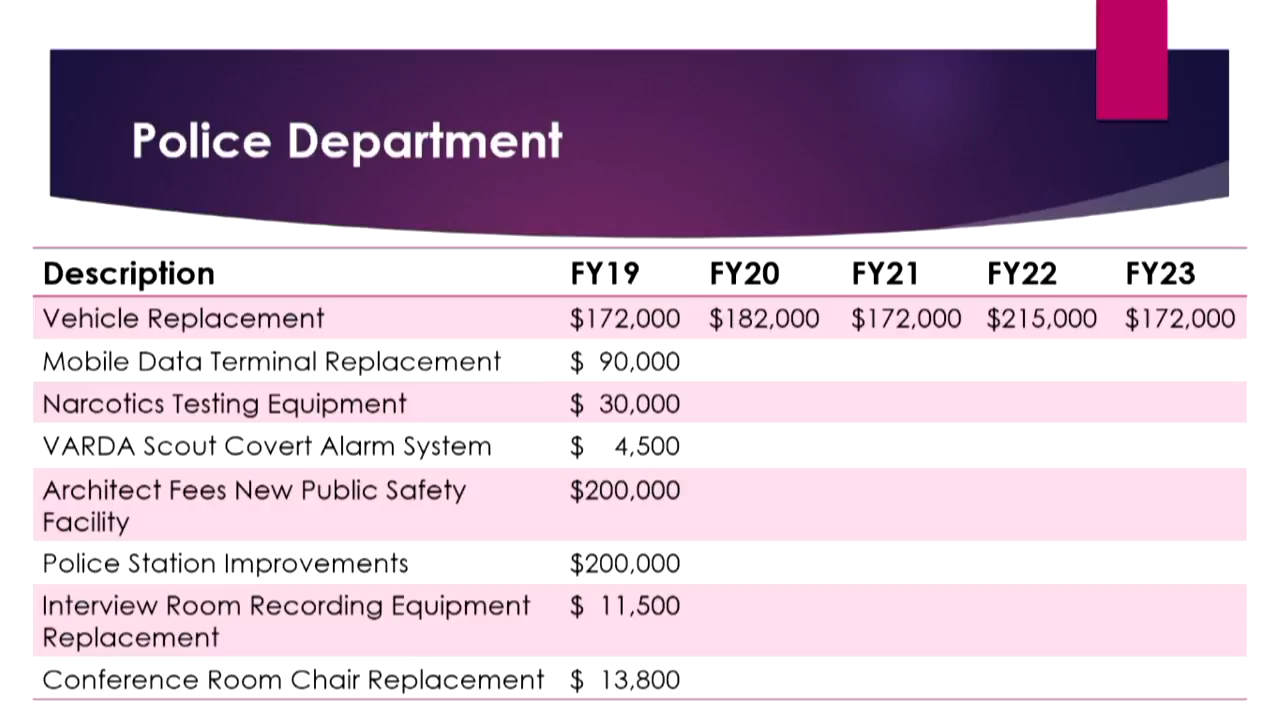 Police Department
Description FY19 FY20 FY21 FY22 FY23
Vehicle Replacement $172,000 $182,000 $172,000 $215,000 $172,000
Mobile Data Terminal Replacement $ 90,000
Narcotics Testing Equipment $ 30,000
VARDA Scout Covert Alarm System $ 4,500
Architect Fees New Public Safety $200,000
Facility
Police Station Improvements $200,000
Interview Room Recording Equipment $ 11,500
Replacement
Conference Room Chair Replacement $ 13,800